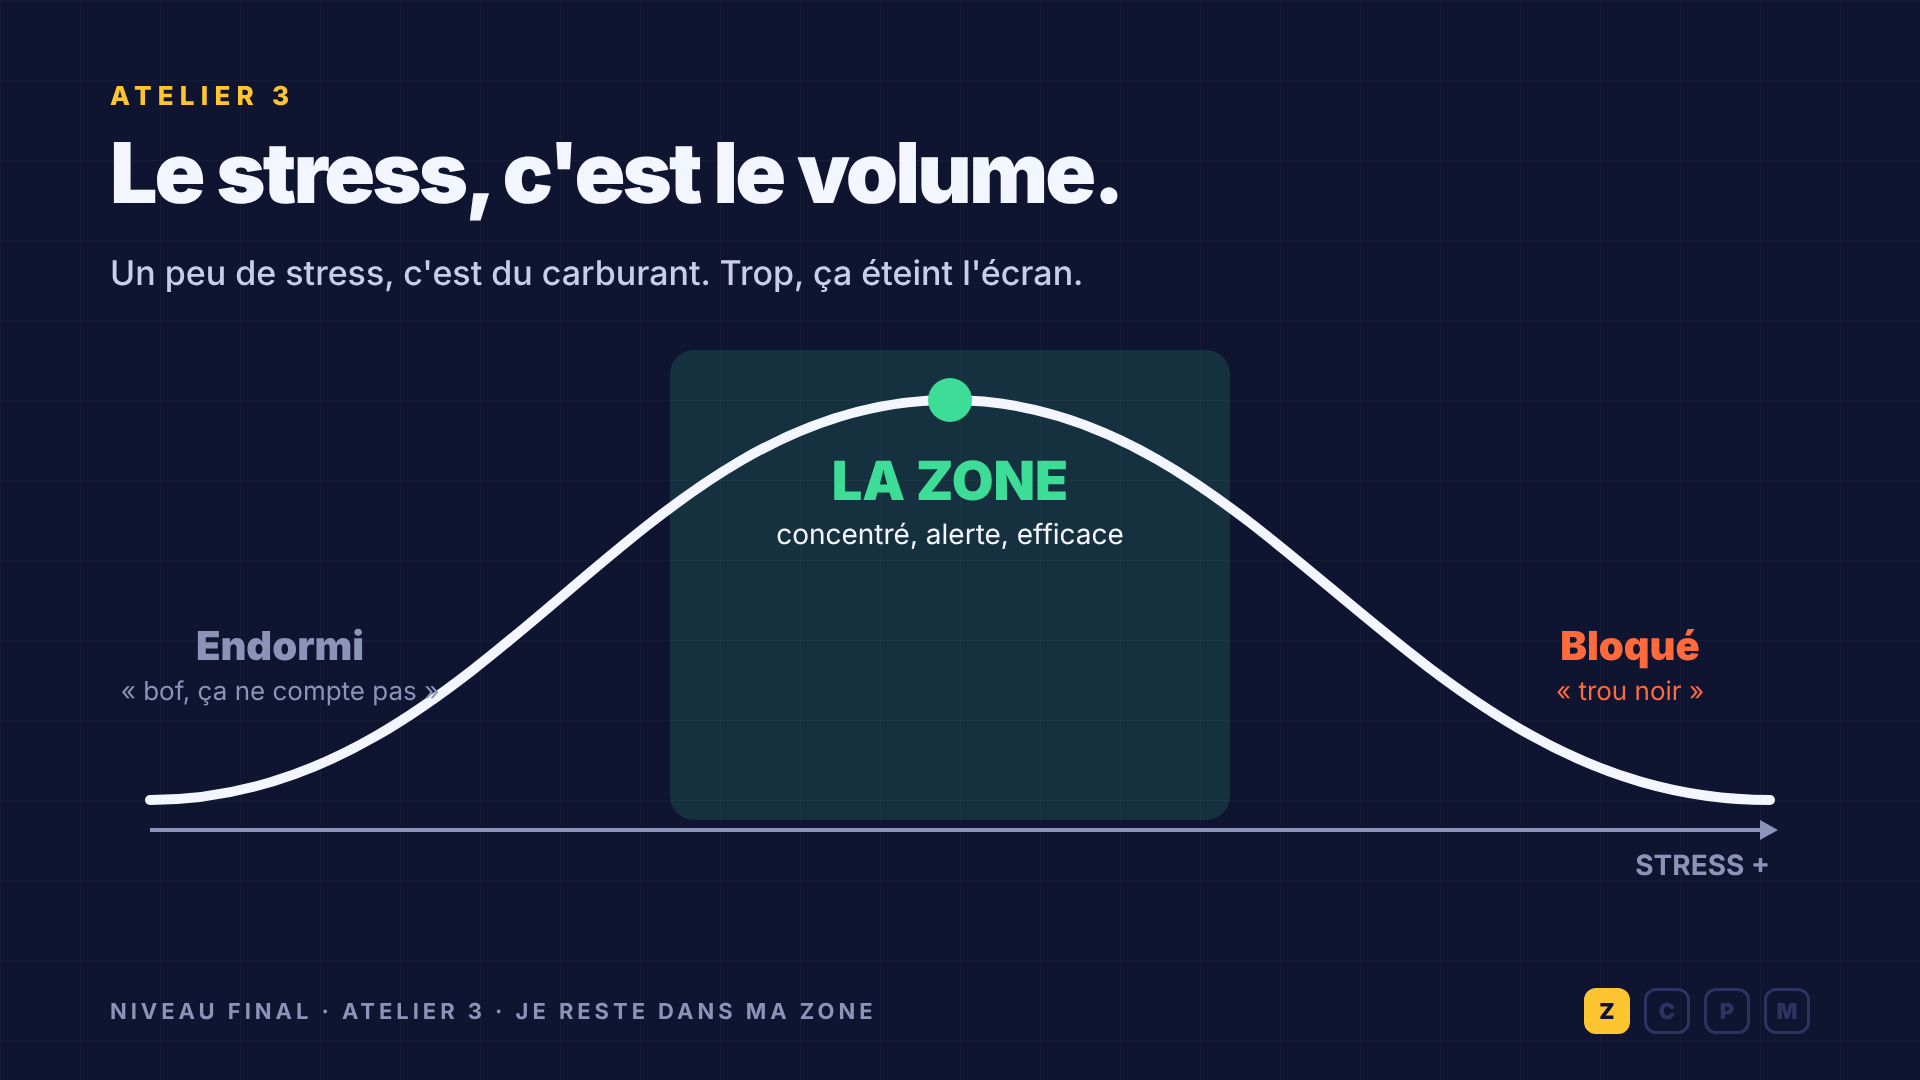 ATELIER 3
Le stress, c'est le volume.
Un peu de stress, c'est du carburant. Trop, ça éteint l'écran.
LA ZONE
concentré, alerte, efficace
Endormi
« bof, ça ne compte pas »
Bloqué
« trou noir »
STRESS +
NIVEAU FINAL · ATELIER 3 · JE RESTE DANS MA ZONE
Z C P M